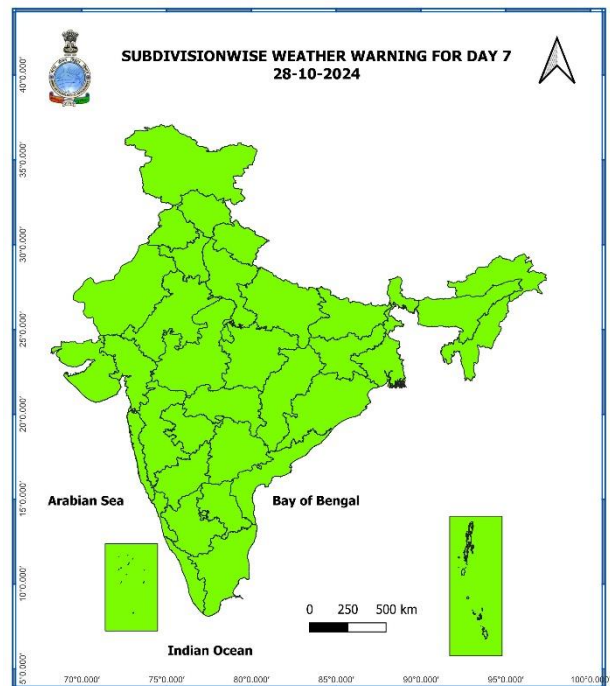 SUBDIVISIONWISE WEATHER WARNING FOR DAY 7
28-10-2024
40°0.000'
35°0.000'
30°0.000'
25°0.000'
20°0.000'
15°0.000'
10°0.000'
5°0.000'
Arabian Sea
Bay of Bengal
0 250 500 km
Indian Ocean
70°0.000' 75°0.000' 80°0.000' 85°0.000' 90°0.000' 95°0.000' 100°0.000'